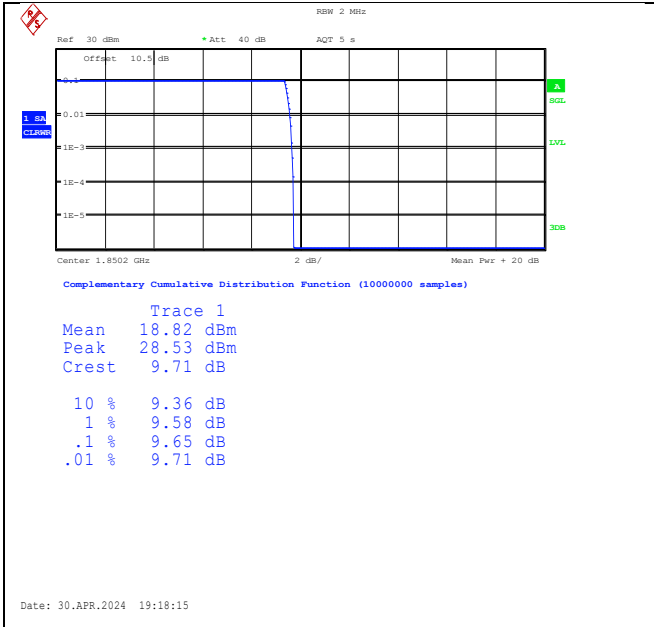 R S
RBW 2 MHz
Ref 30 dBm *Att 40 dB AQT 5 s
Offset 10.5 dB
0.1
A
SGL
0.01
1 SA
CLRWR
1E-3
LVL
1E-4
1E-5
3DB
Center 1.8502 GHz 2 dB/ Mean Pwr + 20 dB
Complementary Cumulative Distribution Function (10000000 samples)
Trace 1
Mean 18.82 dBm
Peak 28.53 dBm
Crest 9.71 dB
10 % 9.36 dB
1 % 9.58 dB
.1 % 9.65 dB
.01 % 9.71 dB
Date: 30.APR.2024 19:18:15